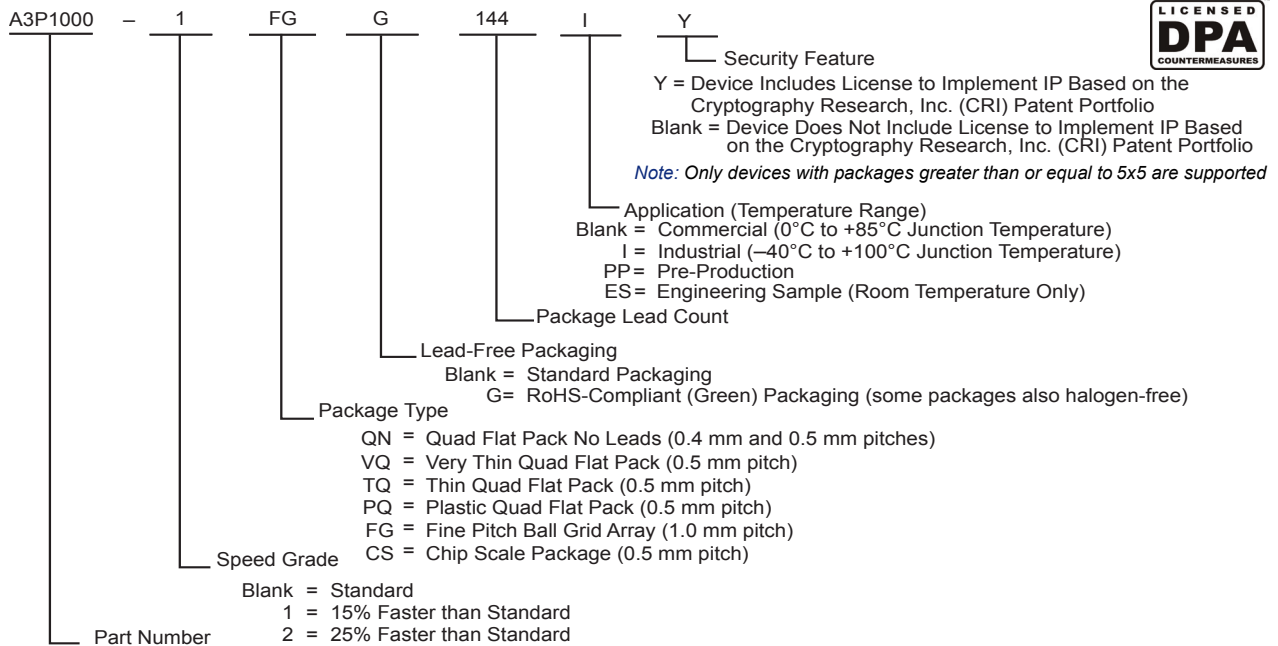 A3P1000 – 1 FG G 144 I Y
LICENSED
DPA
COUNTERMEASURES
Security Feature
Y = Device Includes License to Implement IP Based on the
Cryptography Research, Inc. (CRI) Patent Portfolio
Blank = Device Does Not Include License to Implement IP Based
on the Cryptography Research, Inc. (CRI) Patent Portfolio
Note: Only devices with packages greater than or equal to 5x5 are supported
Application (Temperature Range)
Blank = Commercial (0°C to +85°C Junction Temperature)
I = Industrial (–40°C to +100°C Junction Temperature)
PP= Pre-Production
ES= Engineering Sample (Room Temperature Only)
Package Lead Count
Lead-Free Packaging
Blank = Standard Packaging
G= RoHS-Compliant (Green) Packaging (some packages also halogen-free)
Package Type
QN = Quad Flat Pack No Leads (0.4 mm and 0.5 mm pitches)
VQ = Very Thin Quad Flat Pack (0.5 mm pitch)
TQ = Thin Quad Flat Pack (0.5 mm pitch)
PQ = Plastic Quad Flat Pack (0.5 mm pitch)
FG = Fine Pitch Ball Grid Array (1.0 mm pitch)
CS = Chip Scale Package (0.5 mm pitch)
Speed Grade
Blank = Standard
1 = 15% Faster than Standard
2 = 25% Faster than Standard
Part Number